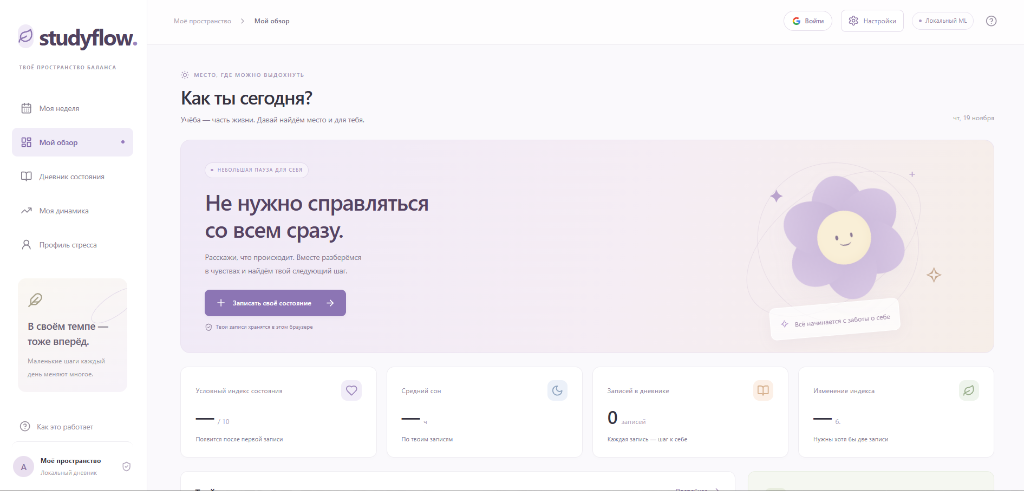 studyflow.
ТВОЁ ПРОСТРАНСТВО БАЛАНСА
Моя неделя
Мой обзор
Дневник состояния
Моя динамика
Профиль стресса
В своём темпе —
тоже вперёд.
Маленькие шаги каждый
день меняют многое.
Как это работает
А
Моё пространство
Локальный дневник
Моё пространство
Мой обзор
Войти
Настройки
Локальный ML
МЕСТО, ГДЕ МОЖНО ВЫДОХНУТЬ
Как ты сегодня?
Учёба — часть жизни. Давай найдём место и для тебя.
чт, 19 ноября
НЕБОЛЬШАЯ ПАУЗА ДЛЯ СЕБЯ
Не нужно справляться
со всем сразу.
Расскажи, что происходит. Вместе разберёмся
в чувствах и найдём твой следующий шаг.
Записать своё состояние
Твои записи хранятся в этом браузере
Всё начинается с заботы о себе
Условный индекс состояния
— / 10
Появится после первой записи
Средний сон
— ч
По твоим записям
Записей в дневнике
0 записей
Каждая запись — шаг к себе
Изменение индекса
— б.
Нужны хотя бы две записи